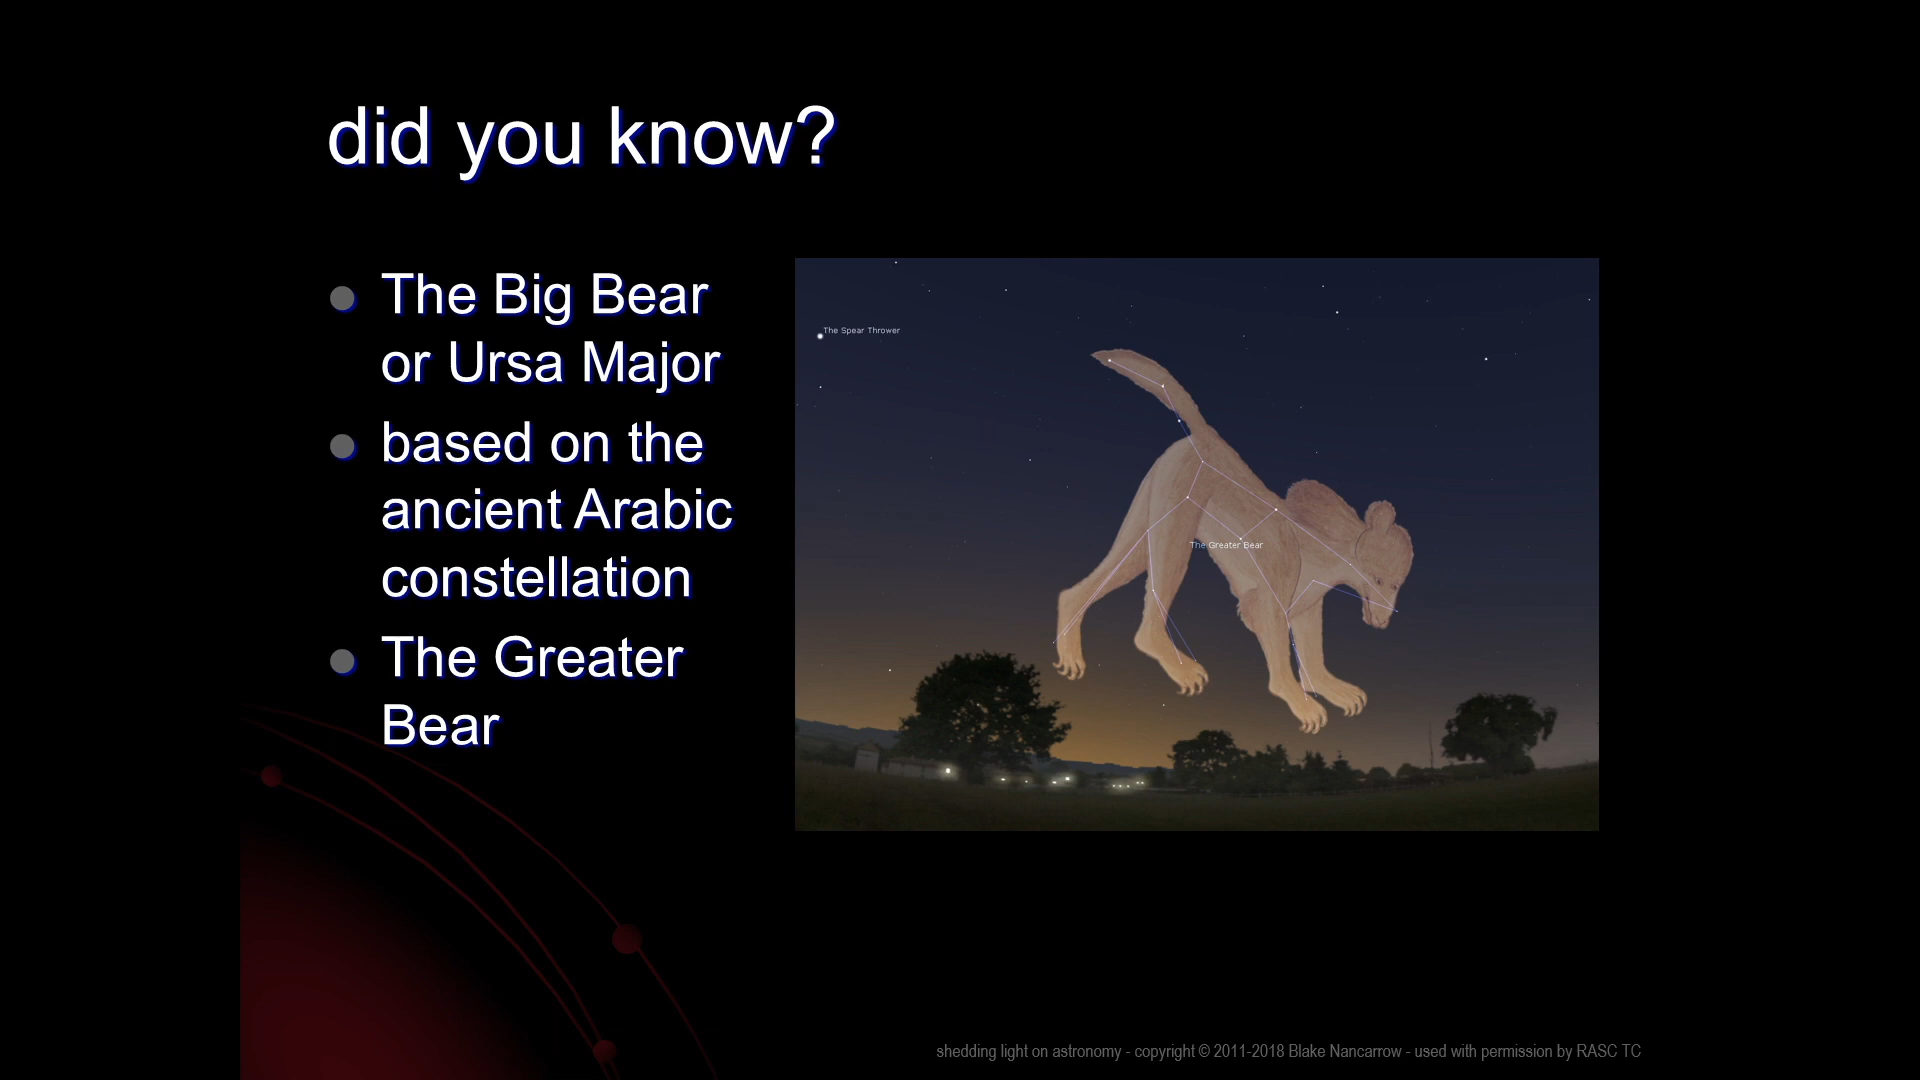 did you know?
The Big Bear
or Ursa Major
based on the
ancient Arabic
constellation
The Greater
Bear
The Spear Thrower
The Greater Bear
shedding light on astronomy - copyright © 2011-2018 Blake Nancarrow - used with permission by RASC TC